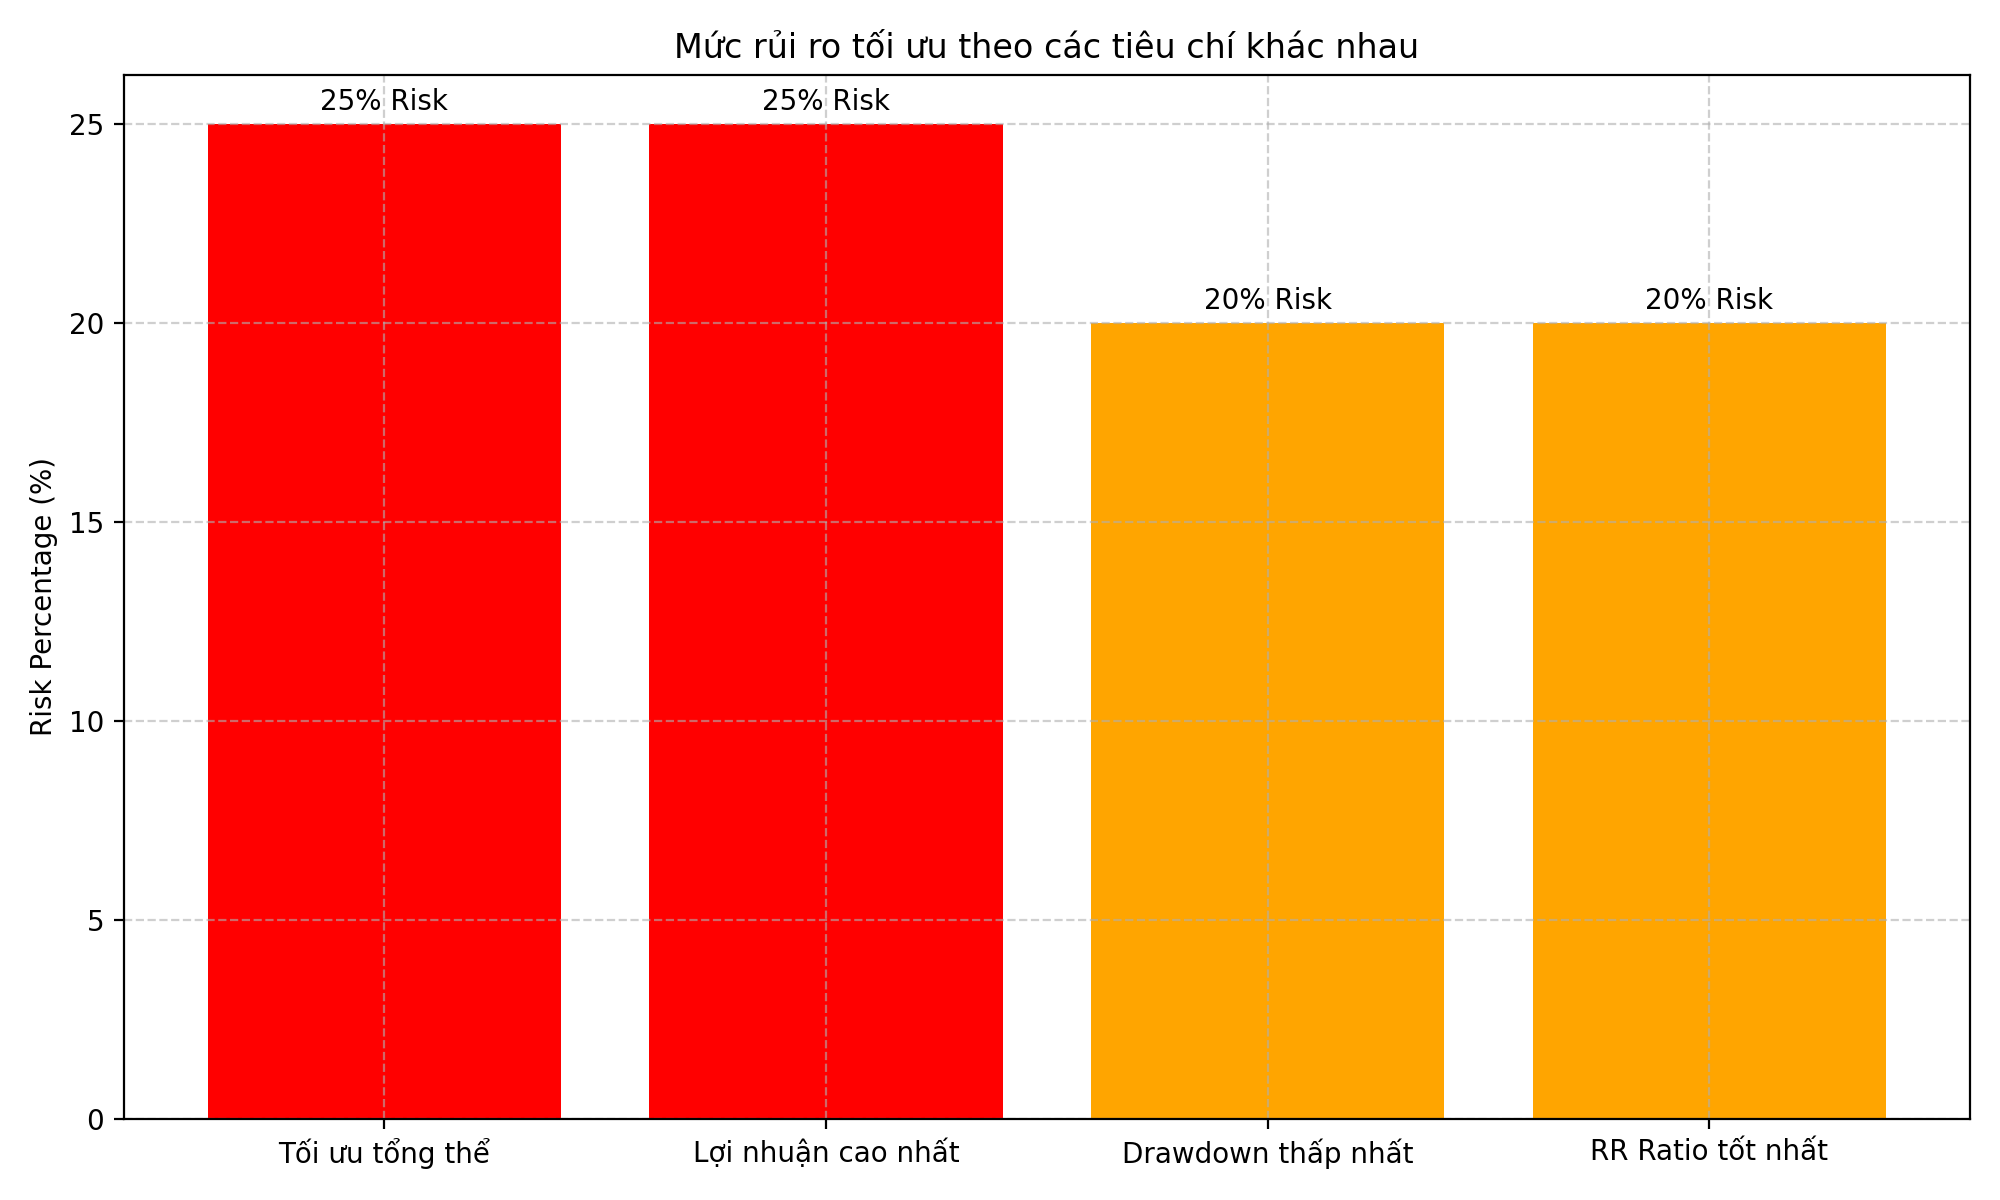 Mức rủi ro tối ưu theo các tiêu chí khác nhau
25% Risk
25% Risk
20% Risk
20% Risk
Risk Percentage (%)
25
20
15
10
5
0
Tối ưu tổng thể
Lợi nhuận cao nhất
Drawdown thấp nhất
RR Ratio tốt nhất